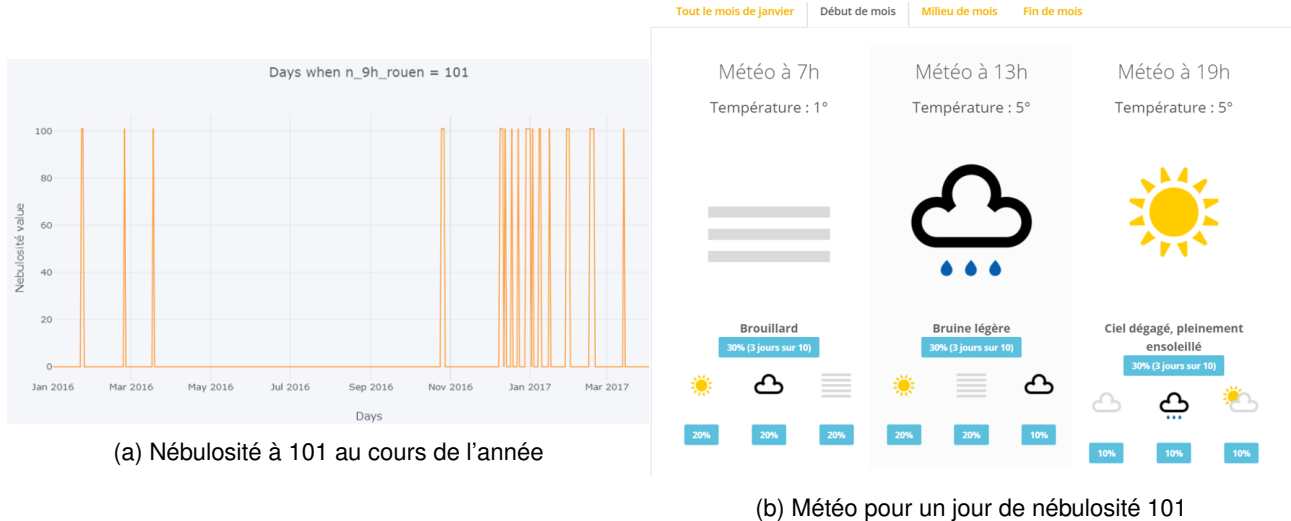 Days when n_9h_rouen = 101
Nebulosité value
100
80
60
40
20
0
Jan 2016 Mar 2016 May 2016 Jul 2016 Sep 2016 Nov 2016 Jan 2017 Mar 2017
Days
(a) Nébulosité à 101 au cours de l'année
Tout le mois de janvier Début de mois Milieu de mois Fin de mois
Météo à 7h
Température : 1°
Brouillard
30% (3 jours sur 10)
20% 20% 20%
Météo à 13h
Température : 5°
Bruine légère
30% (3 jours sur 10)
20% 20% 10%
Météo à 19h
Température : 5°
Ciel dégagé, pleinement
ensoleillé
30% (3 jours sur 10)
10% 10% 10%
(b) Météo pour un jour de nébulosité 101